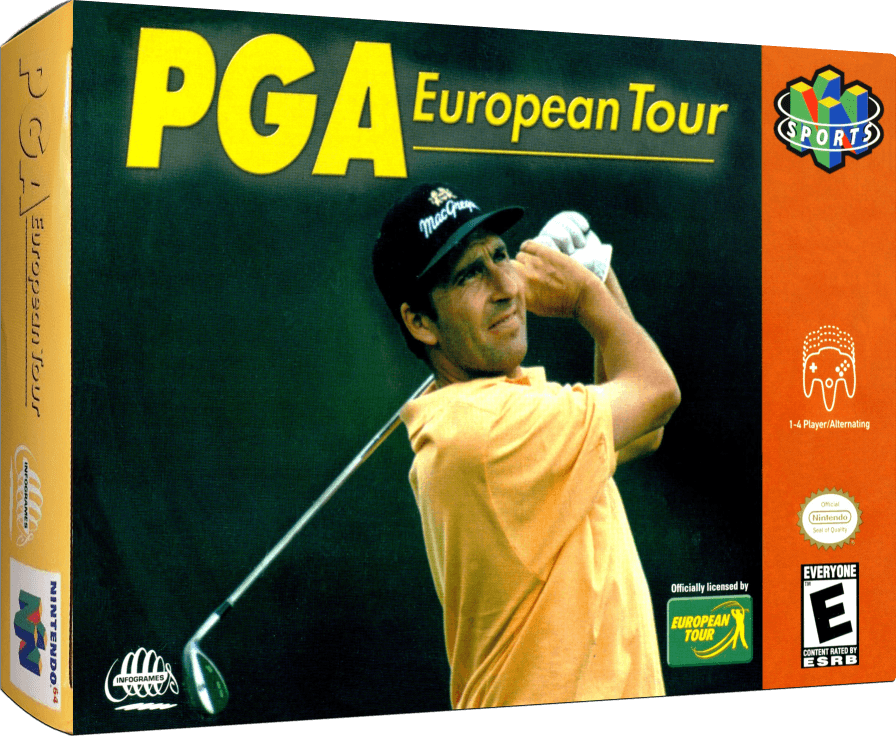 PGA
European Tour
SPORTS
MacGregor
1-4 Player/Alternating
Official
Nintendo
Seal of Quality
Officially licensed by
EUROPEAN
TOUR
EVERYONE
TM
E
CONTENT RATED BY
ESRB
INFOGRAMES
PGA
European Tour
INFOGRAMES
NINTENDO 64